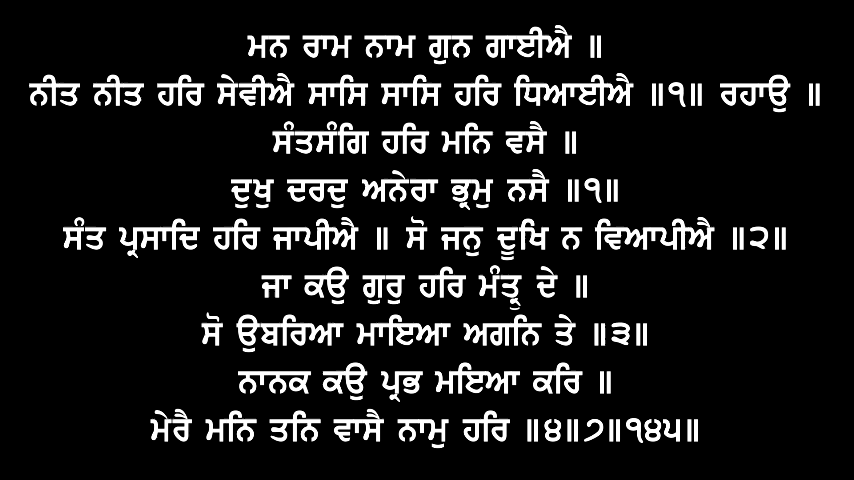 ਮਨ ਰਾਮ ਨਾਮ ਗੁਨ ਗਾਈਐ ॥
ਨੀਤ ਨੀਤ ਹਰਿ ਸੇਵੀਐ ਸਾਸਿ ਸਾਸਿ ਹਰਿ ਧਿਆਈਐ ॥੧॥ ਰਹਾਉ ॥
ਸੰਤਸੰਗਿ ਹਰਿ ਮਨਿ ਵਸੈ ॥
ਦੁਖੁ ਦਰਦੁ ਅਨੇਰਾ ਭ੍ਰਮੁ ਨਸੈ ॥੧॥
ਸੰਤ ਪ੍ਰਸਾਦਿ ਹਰਿ ਜਾਪੀਐ ॥ ਸੋ ਜਨੁ ਦੂਖਿ ਨ ਵਿਆਪੀਐ ॥੨॥
ਜਾ ਕਉ ਗੁਰੁ ਹਰਿ ਮੰਤ੍ਰੁ ਦੇ ॥
ਸੋ ਉਬਰਿਆ ਮਾਇਆ ਅਗਨਿ ਤੇ ॥੩॥
ਨਾਨਕ ਕਉ ਪ੍ਰਭ ਮਇਆ ਕਰਿ ॥
ਮੇਰੈ ਮਨਿ ਤਨਿ ਵਾਸੈ ਨਾਮੁ ਹਰਿ ॥੪॥੭॥੧੪੫॥